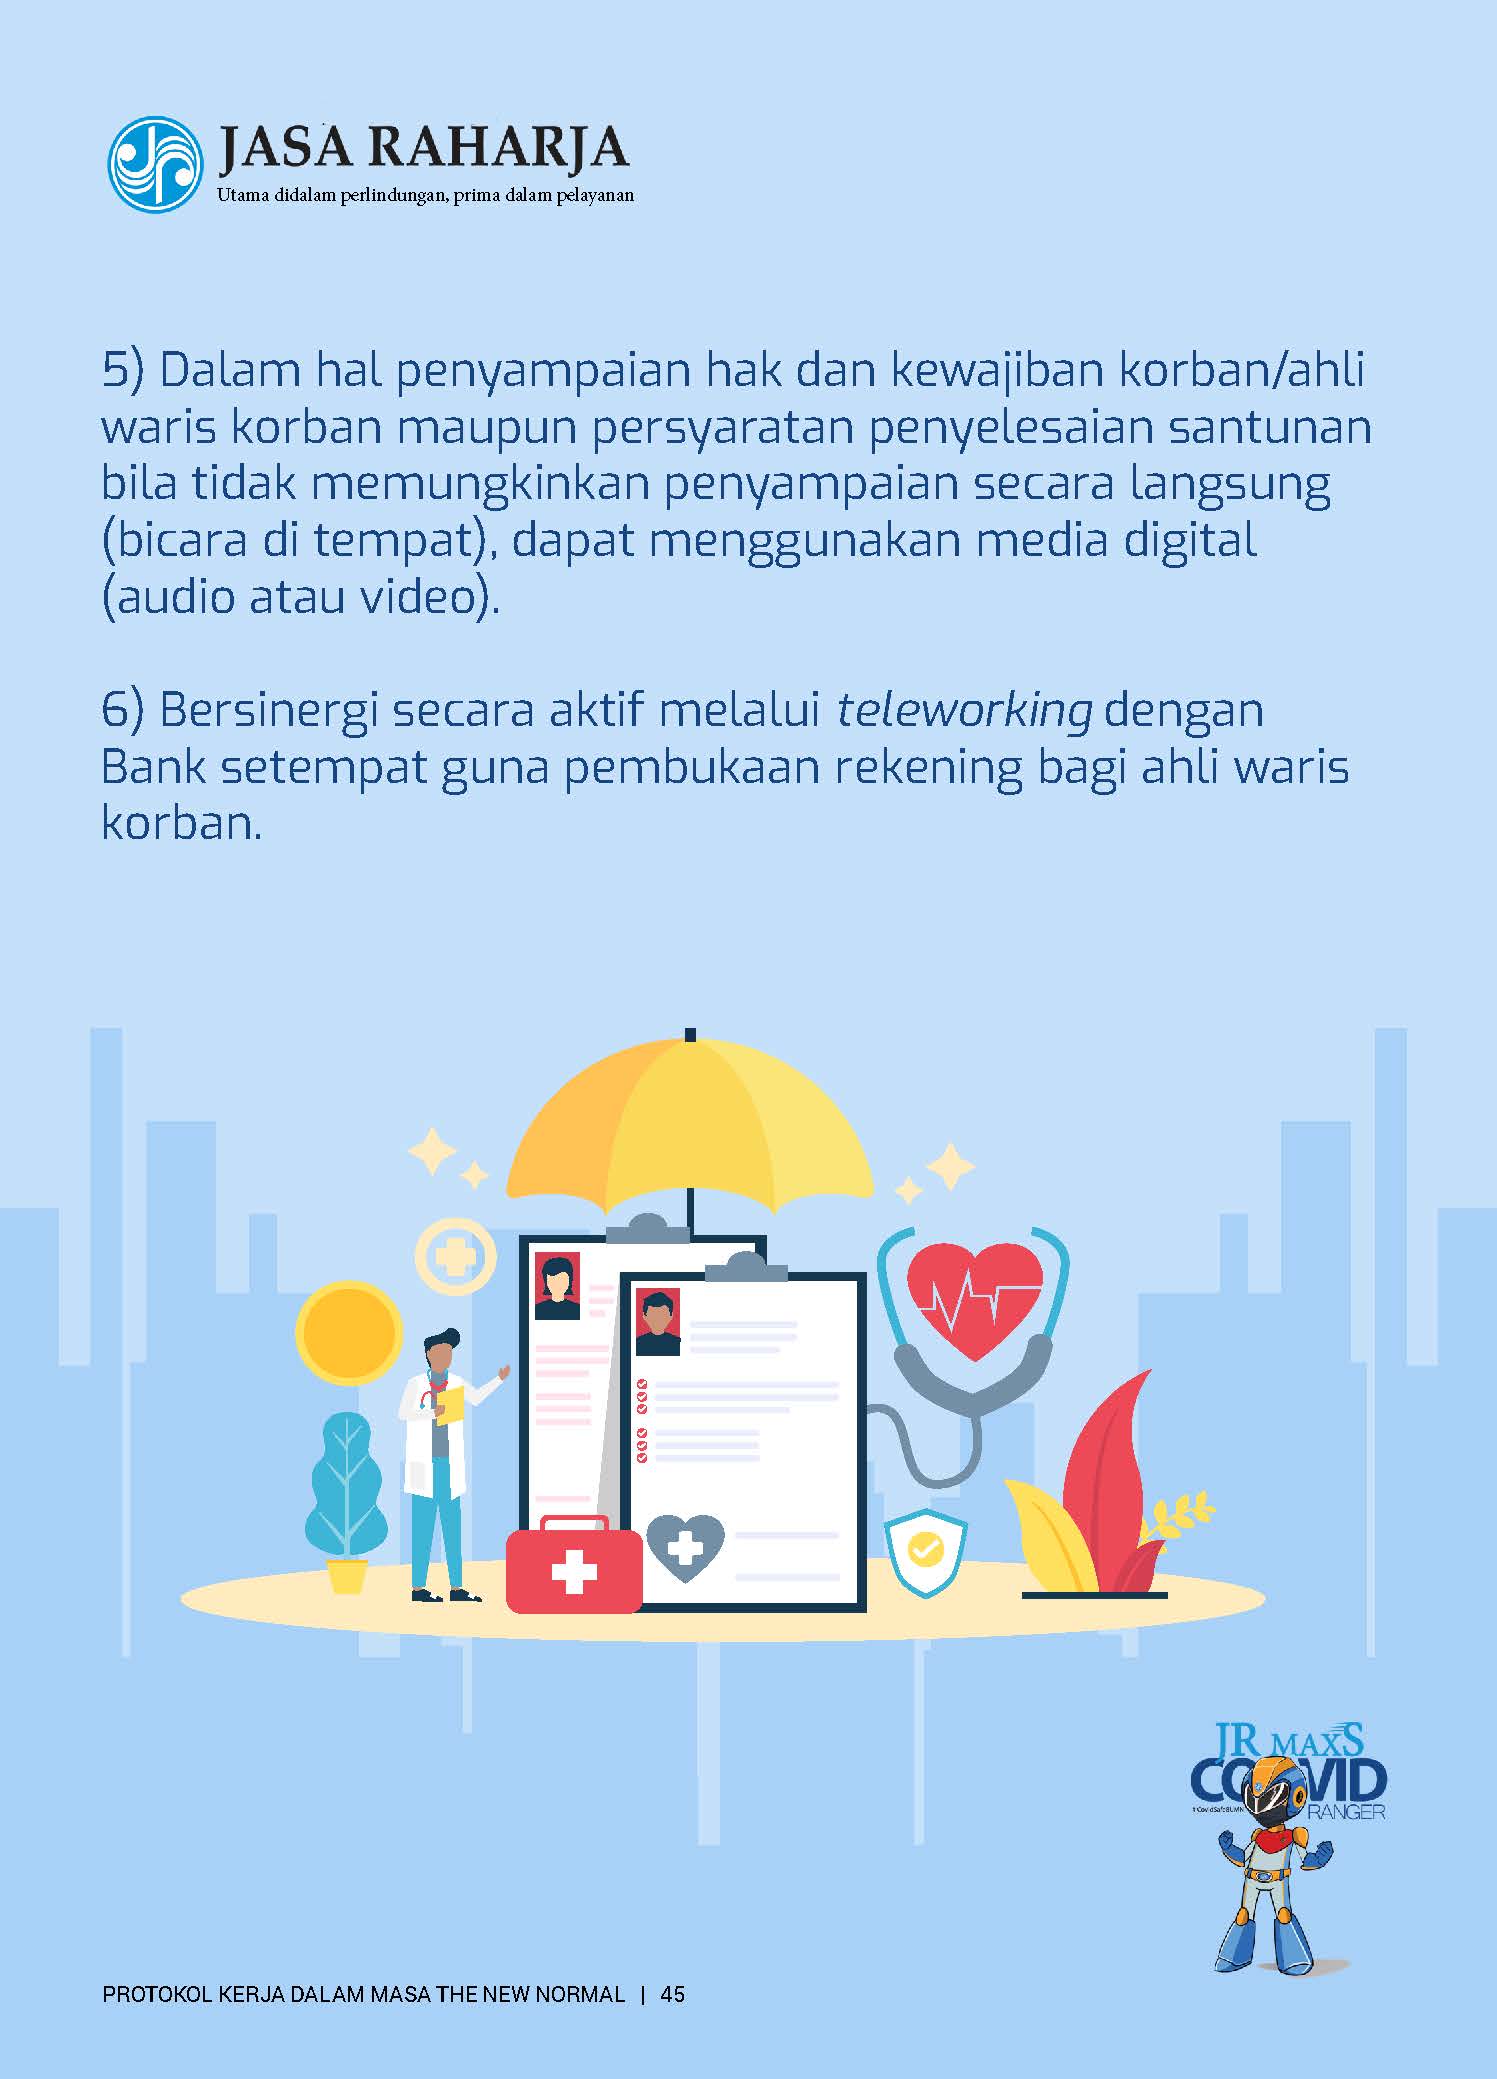 JASA RAHARJA
Utama didalam perlindungan, prima dalam pelayanan
5) Dalam hal penyampaian hak dan kewajiban korban/ahli
waris korban maupun persyaratan penyelesaian santunan
bila tidak memungkinkan penyampaian secara langsung
(bicara di tempat), dapat menggunakan media digital
(audio atau video).
6) Bersinergi secara aktif melalui teleworking dengan
Bank setempat guna pembukaan rekening bagi ahli waris
korban.
JR MAXS
COVID
#CovidSafeBUMN
RANGER
PROTOKOL KERJA DALAM MASA THE NEW NORMAL | 45